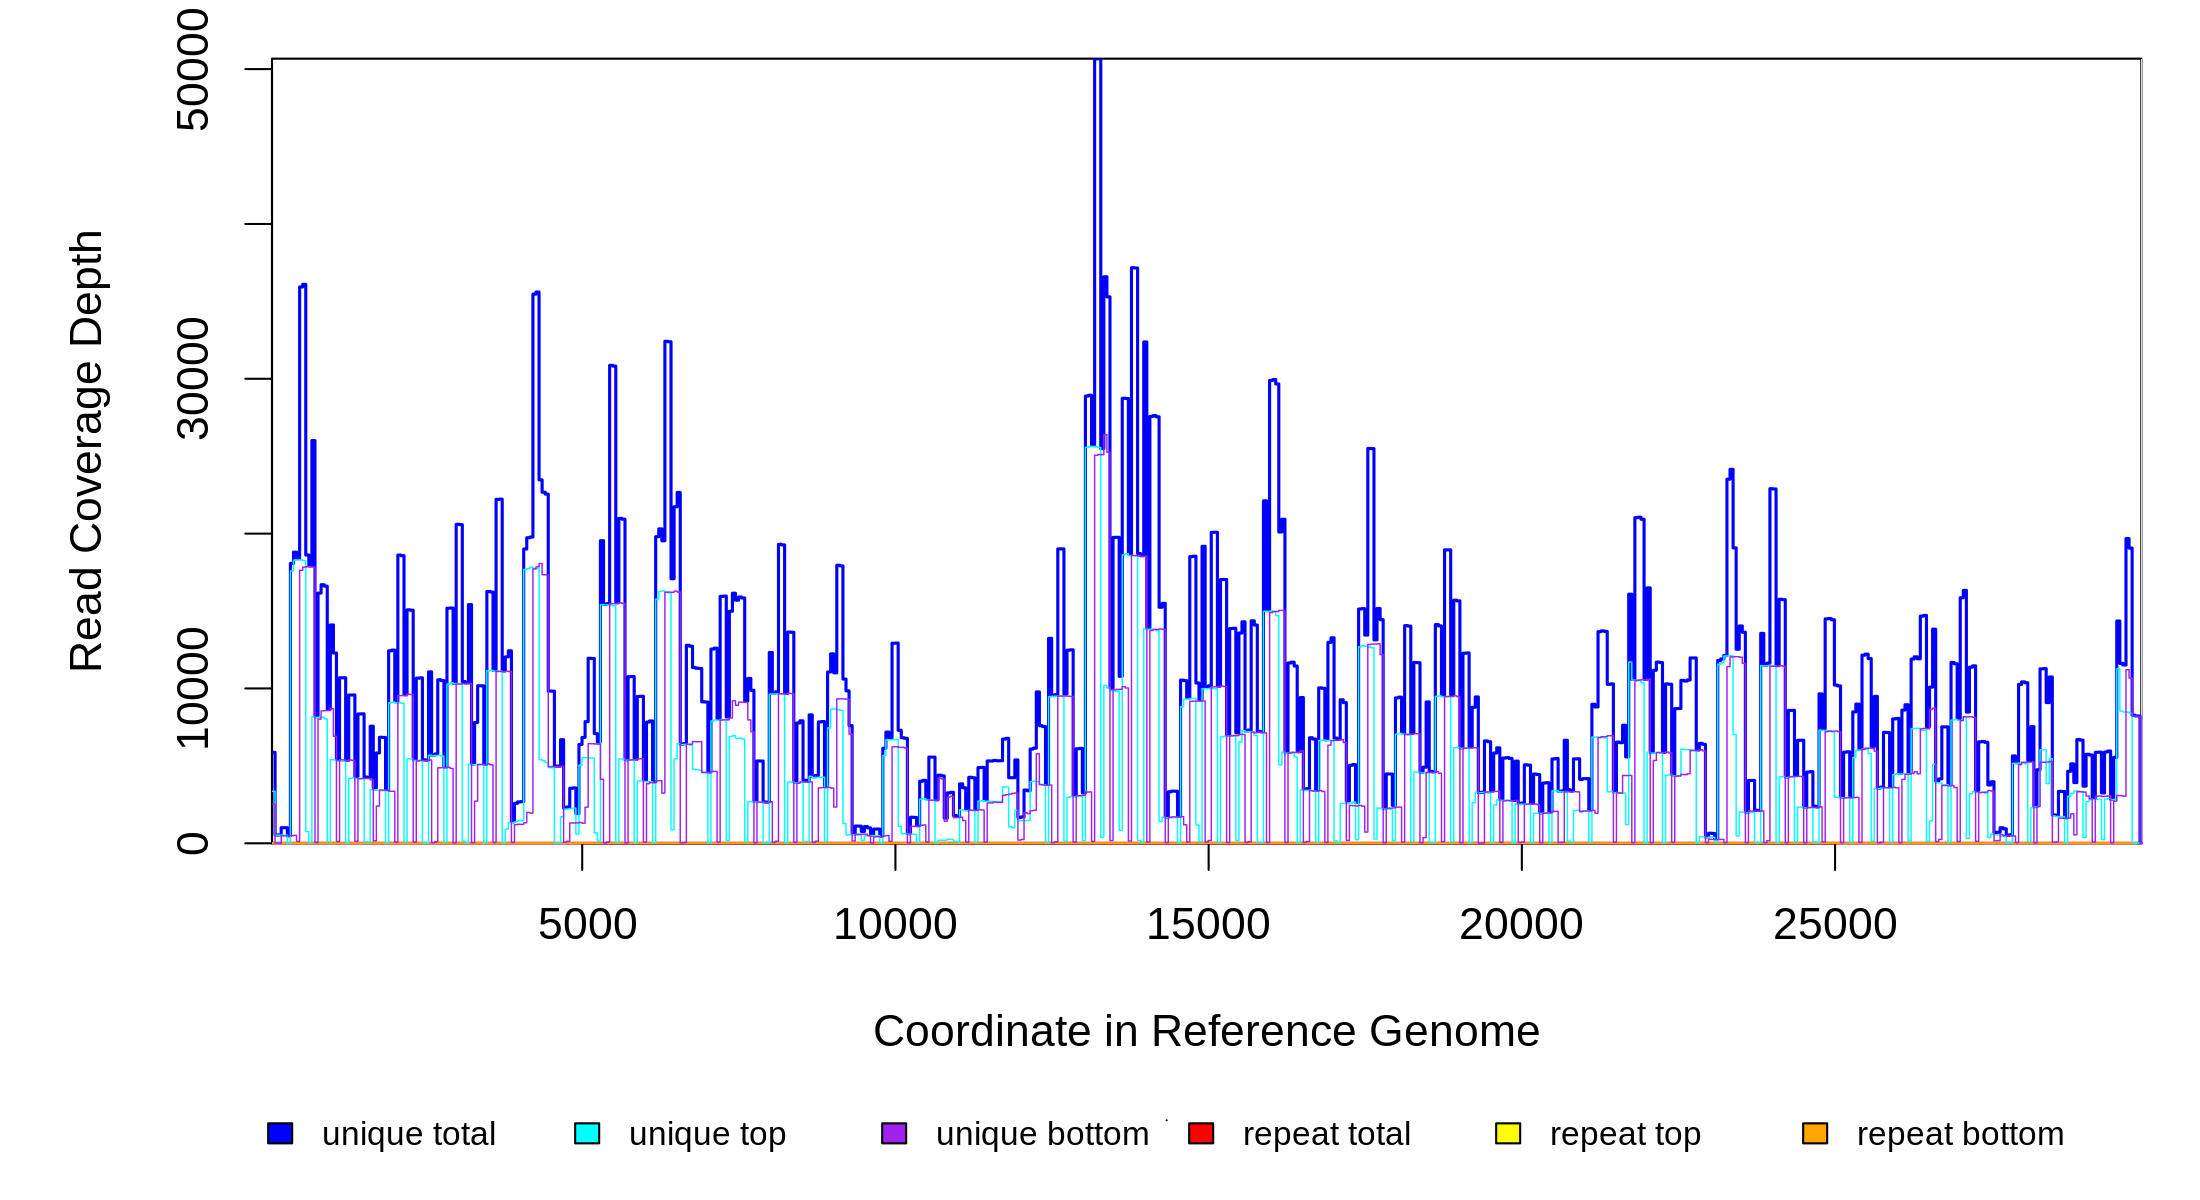 50000
30000
10000
0
Read Coverage Depth
5000 10000 15000 20000 25000
Coordinate in Reference Genome
unique total unique top unique bottom repeat total repeat top repeat bottom